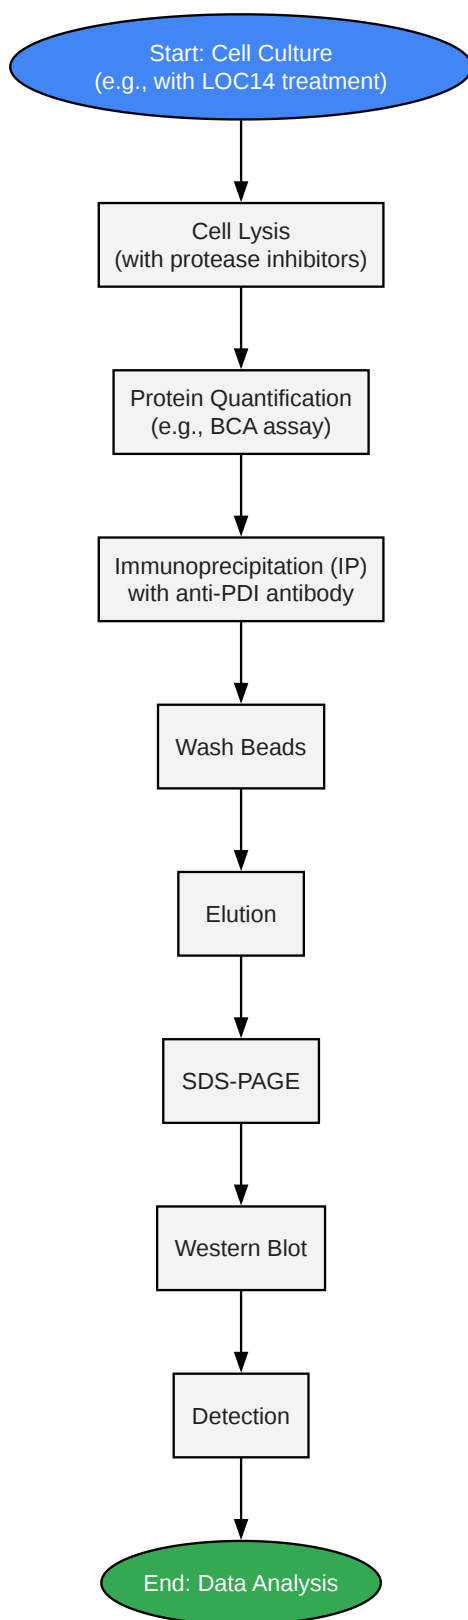 Start: Cell Culture
(e.g., with LOC14 treatment)
Cell Lysis
(with protease inhibitors)
Protein Quantification
(e.g., BCA assay)
Immunoprecipitation (IP)
with anti-PDI antibody
Wash Beads
Elution
SDS-PAGE
Western Blot
Detection
End: Data Analysis